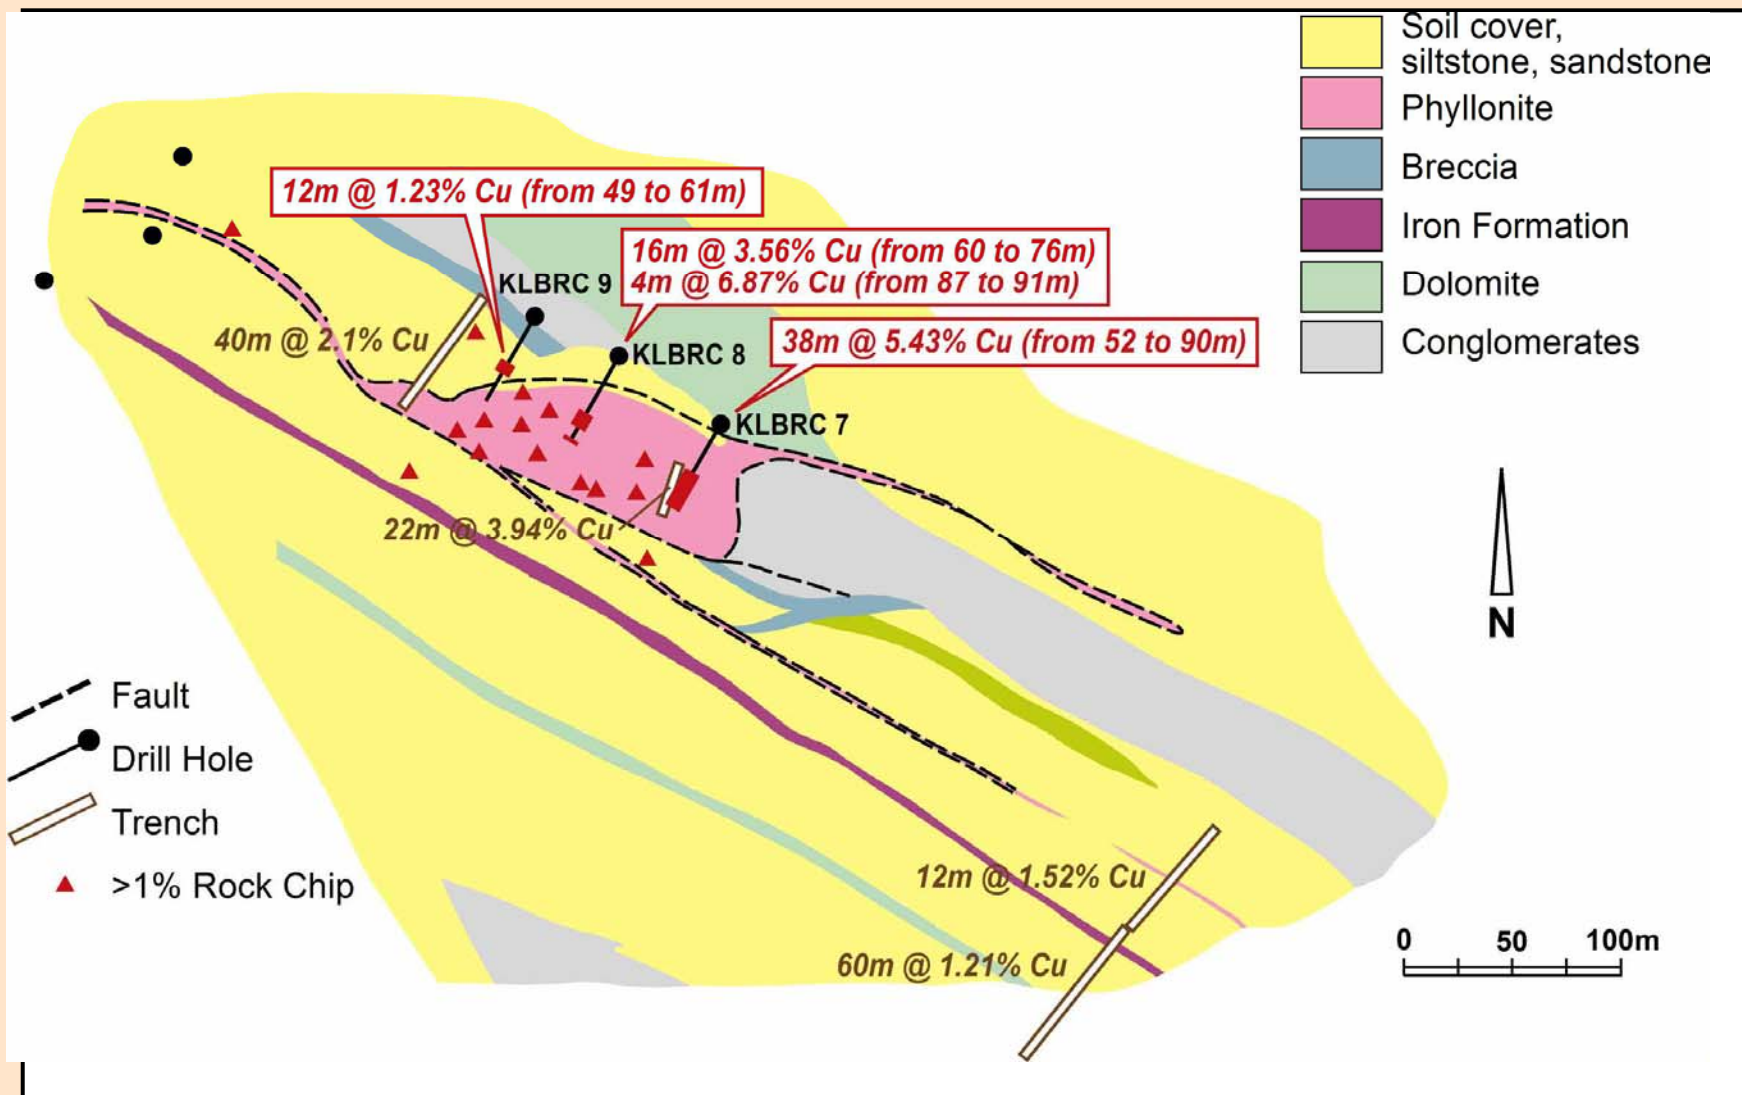 Soil cover,
siltstone, sandstone
Phyllonite
Breccia
Iron Formation
Dolomite
Conglomerates
12m @ 1.23% Cu (from 49 to 61m)
16m @ 3.56% Cu (from 60 to 76m)
4m @ 6.87% Cu (from 87 to 91m)
KLBRC 9
40m @ 2.1% Cu
KLBRC 8
38m @ 5.43% Cu (from 52 to 90m)
KLBRC 7
22m @ 3.94% Cu
N
Fault
Drill Hole
Trench
>1% Rock Chip
12m @ 1.52% Cu
60m @ 1.21% Cu
0 50 100m